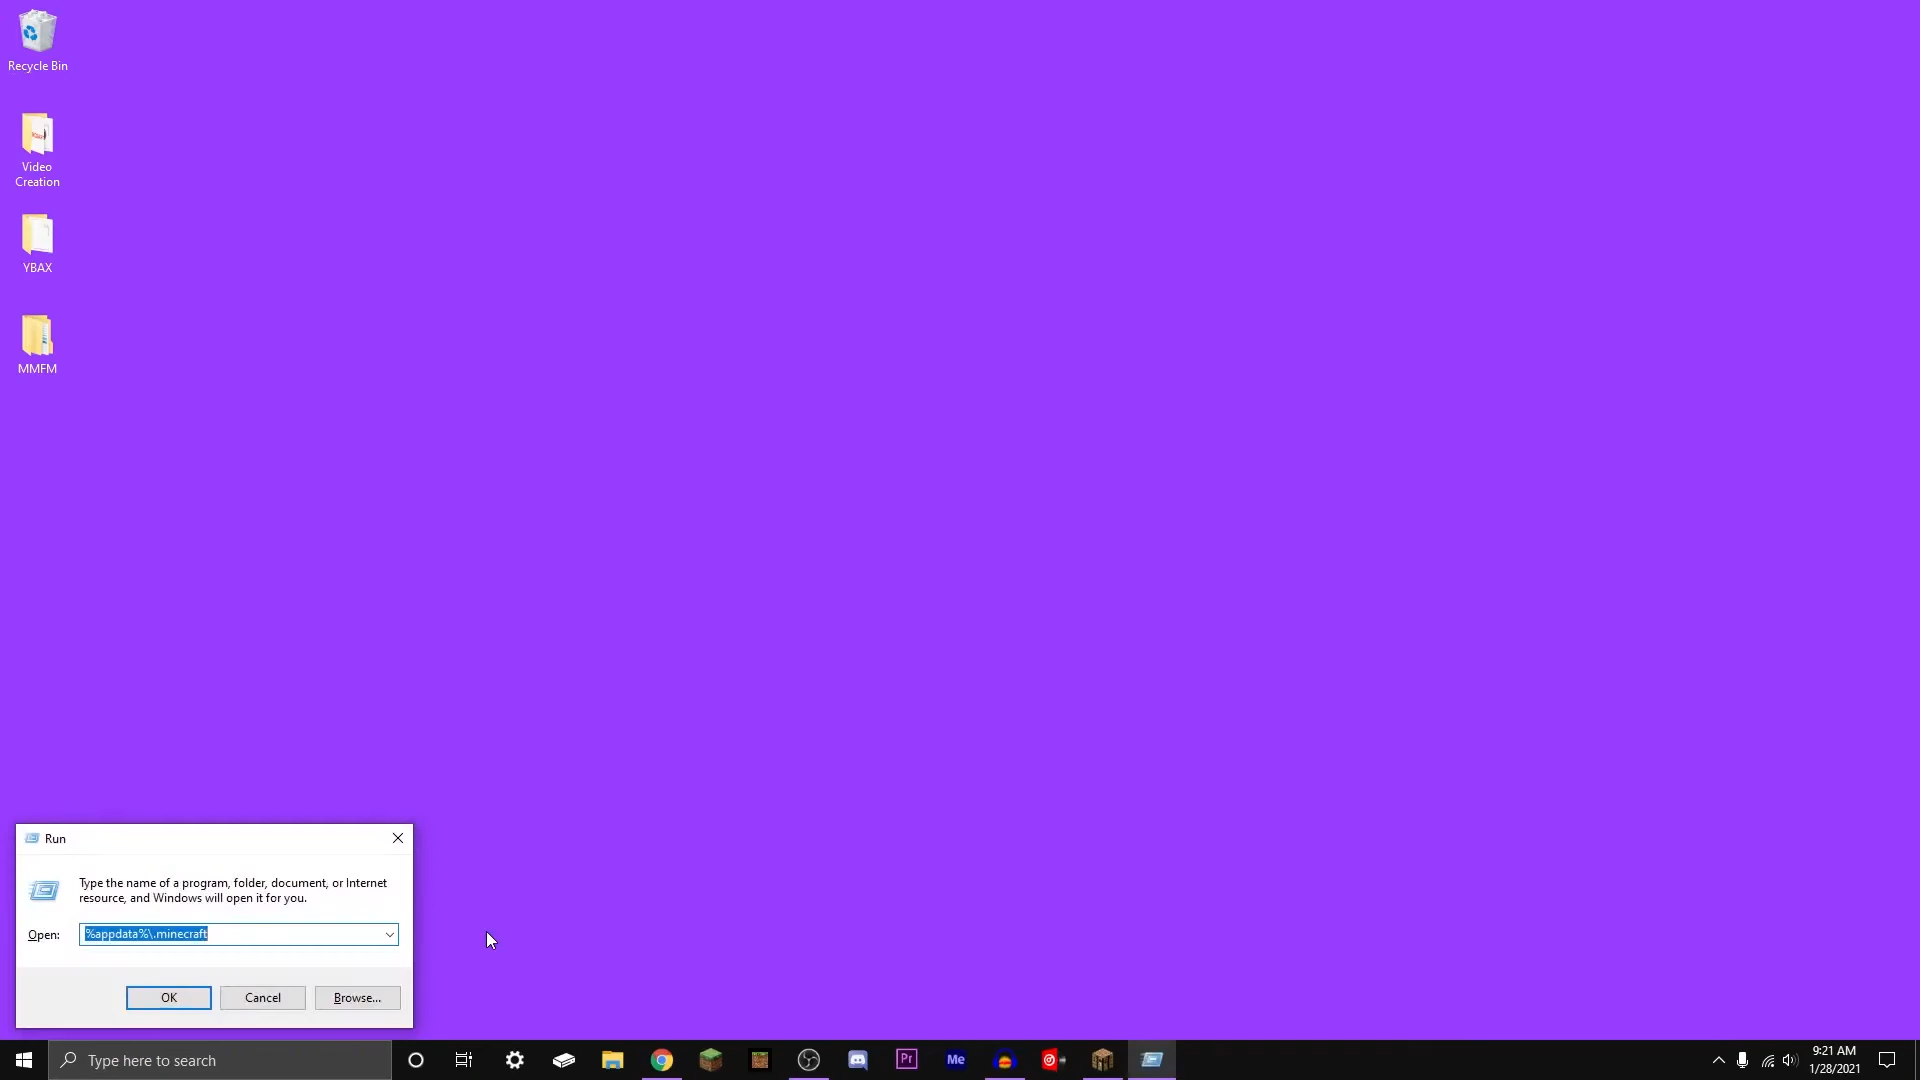 Recycle Bin
Video
Creation
YBAX
MMFM
Run
Type the name of a program, folder, document, or Internet
resource, and Windows will open it for you.
Open:
%appdata%\.minecraft
OK
Cancel
Browse...
Type here to search
Pr
Me
9:21 AM
1/28/2021